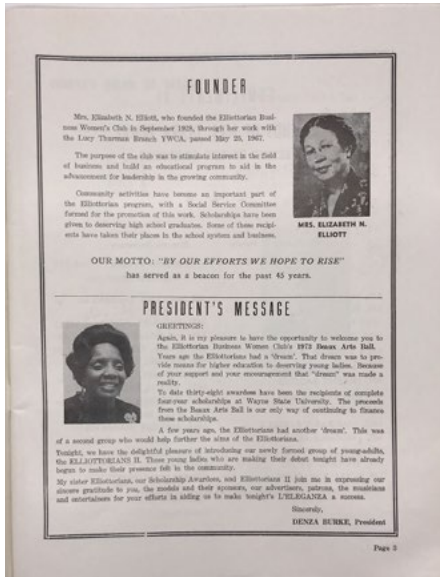 FOUNDER
Mrs. Elizabeth N. Elliott, who founded the Elliottorian Busi-
ness Women's Club in September 1928, through her work with
the Lucy Thurman Branch YWCA, passed May 25, 1967.
The purpose of the club was to stimulate interest in the field
of business and build an educational program to aid in the
advancement for leadership in the growing community.
Community activities have become an important part of
the Elliottorian program, with a Social Service Committee
formed for the promotion of this work. Scholarships have been
given to deserving high school graduates. Some of these recipi-
ents have taken their places in the school system and business.
MRS. ELIZABETH N.
ELLIOTT
OUR MOTTO: "BY OUR EFFORTS WE HOPE TO RISE"
has served as a beacon for the past 45 years.
PRESIDENT'S MESSAGE
GREETINGS:
Again, it is my pleasure to have the opportunity to welcome you to
the Elliottorian Business Women Club's 1973 Beaux Arts Ball.
Years ago the Elliottorians had a 'dream'. That dream was to pro-
vide means for higher education to deserving young ladies. Because
of your support and your encouragement that "dream" was made a
reality.
To date thirty-eight awardees have been the recipients of complete
four-year scholarships at Wayne State University. The proceeds
from the Beaux Arts Ball is our only way of continuing to finance
these scholarships.
A few years ago, the Elliottorians had another 'dream'. This was
of a second group who would help further the aims of the Elliottorians.
Tonight, we have the delightful pleasure of introducing our newly formed group of young-adults,
the ELLIOTTORIANS II. These young ladies who are making their debut tonight have already
begun to make their presence felt in the community.
My sister Elliottorians, our Scholarship Awardees, and Elliottorians II join me in expressing our
sincere gratitude to you, the models and their sponsors, our advertisers, patrons, the musicians
and entertainers for your efforts in aiding us to make tonight's L'ELEGANZA a success.
Sincerely,
DENZA BURKE, President
Page 3